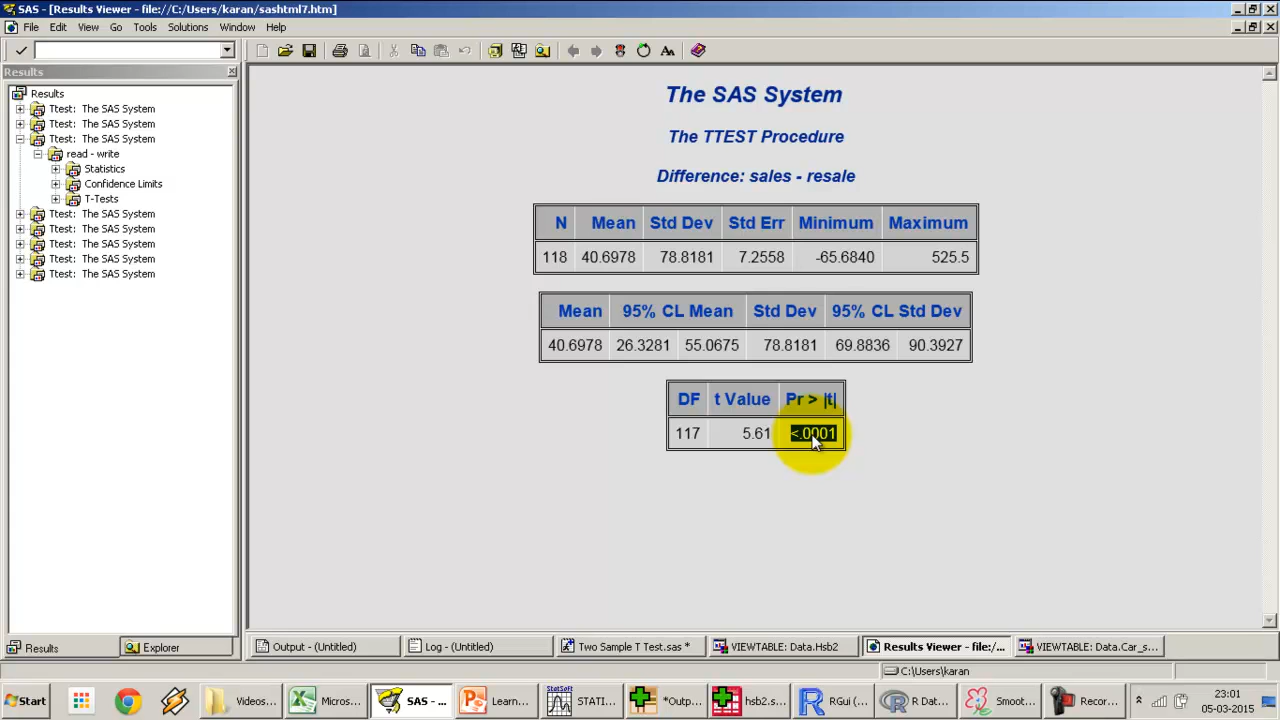 SAS - [Results Viewer - file://C:/Users/karan/sashtml7.htm]
File Edit View Go Tools Solutions Window Help
Results
Results
Ttest: The SAS System
Ttest: The SAS System
Ttest: The SAS System
read - write
Statistics
Confidence Limits
T-Tests
Ttest: The SAS System
Ttest: The SAS System
Ttest: The SAS System
Ttest: The SAS System
Ttest: The SAS System
The SAS System
The TTEST Procedure
Difference: sales - resale
N Mean Std Dev Std Err Minimum Maximum
118 40.6978 78.8181 7.2558 -65.6840 525.5
Mean 95% CL Mean Std Dev 95% CL Std Dev
40.6978 26.3281 55.0675 78.8181 69.8836 90.3927
DF t Value Pr > |t|
117 5.61 <.0001
Results Explorer
Output - (Untitled) Log - (Untitled) Two Sample T Test.sas * VIEWTABLE: Data.Hsb2 Results Viewer - file:/... VIEWTABLE: Data.Car_s...
C:\Users\karan
Start Videos... Micros... SAS - ... Learn... STATI... *Outp... hsb2.s... RGui (... R Dat... Smoot... Recor... 23:01
05-03-2015